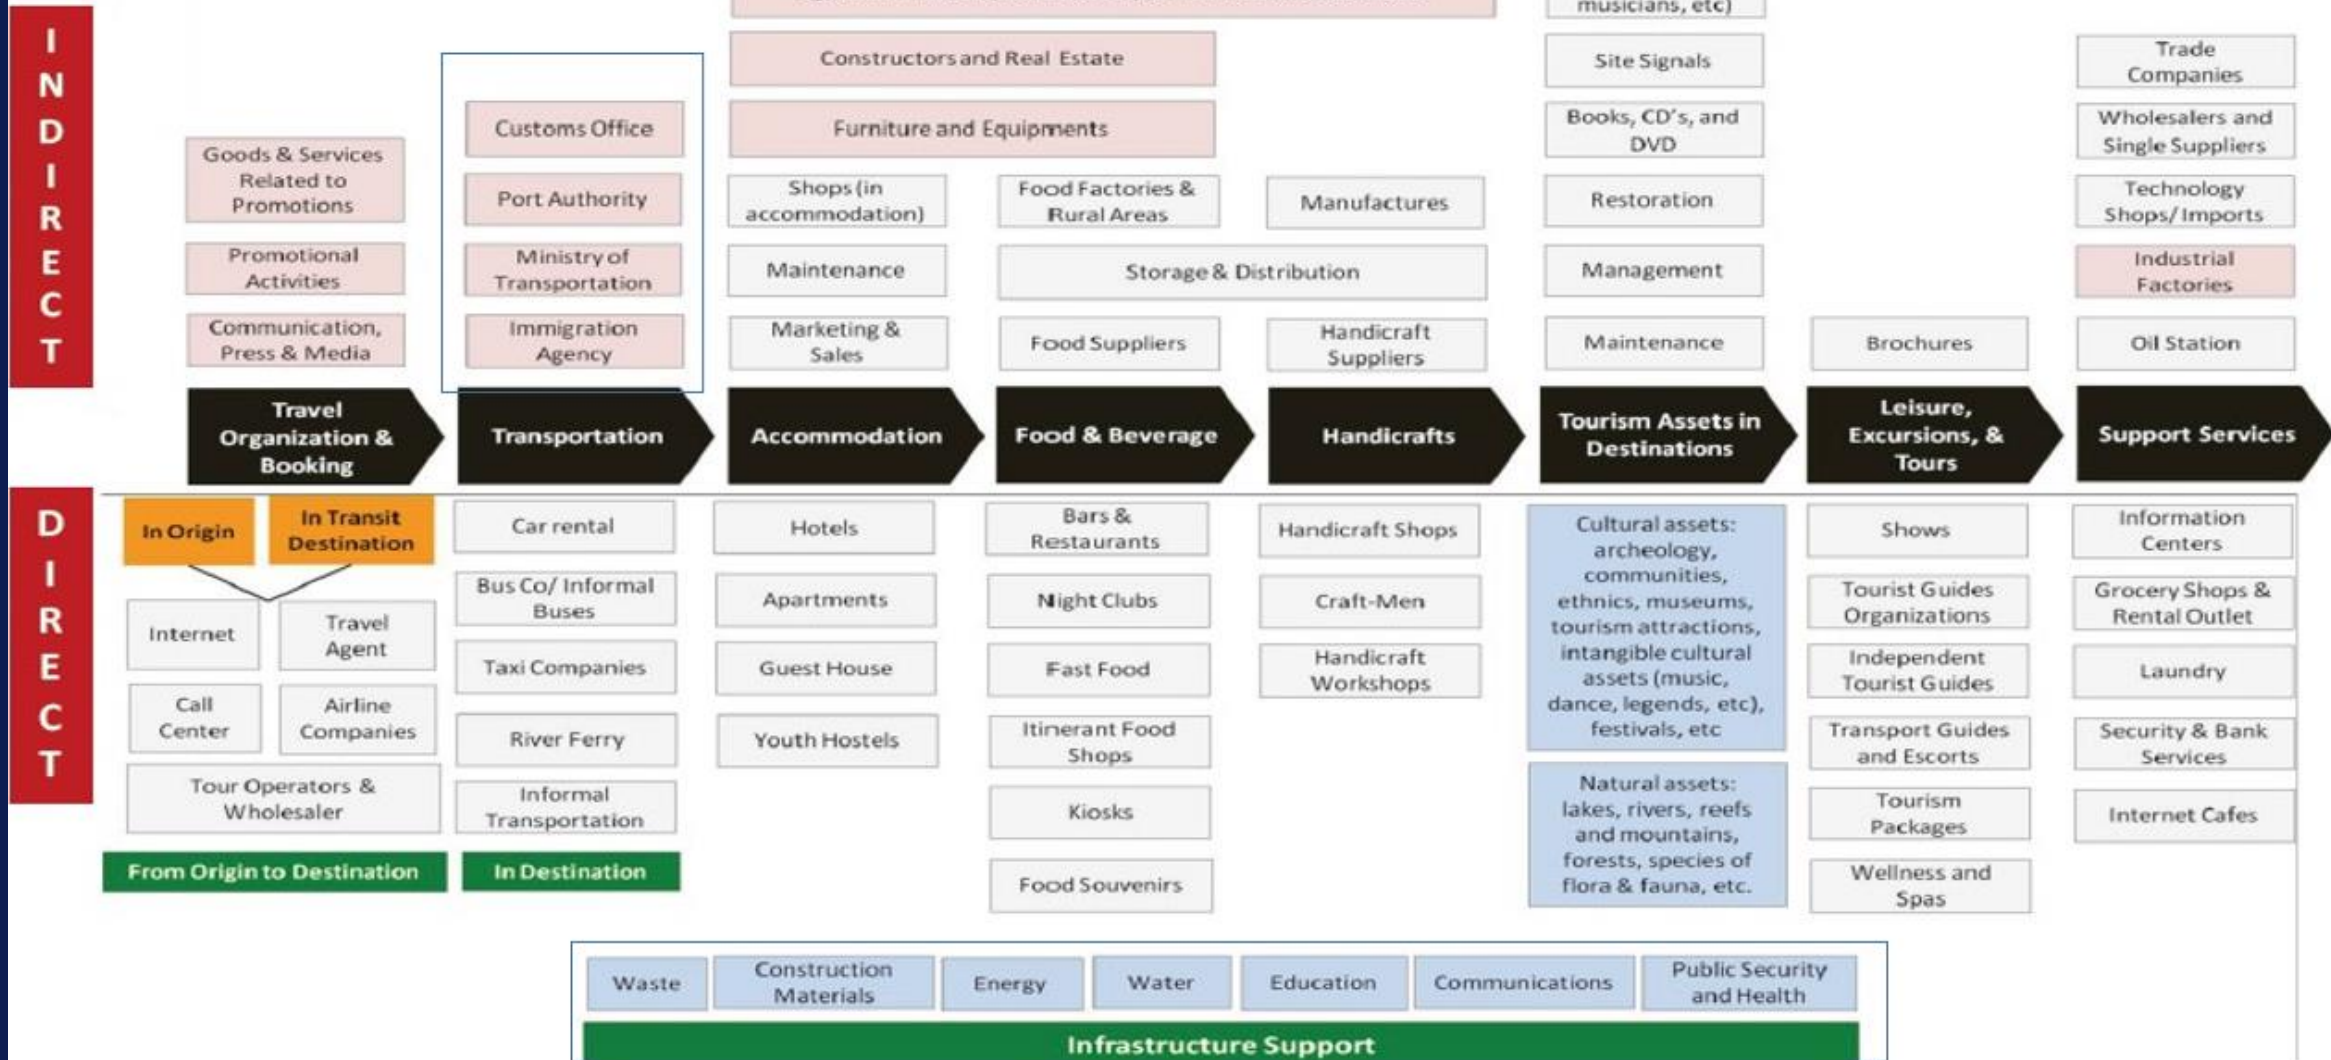 musicians, etc)
INDIRECT
Constructors and Real Estate
Site Signals
Trade
Companies
Customs Office
Furniture and Equipments
Books, CD's, and
DVD
Wholesalers and
Single Suppliers
Goods & Services
Related to
Promotions
Port Authority
Shops (in
accommodation)
Food Factories &
Rural Areas
Manufactures
Restoration
Technology
Shops/ Imports
Promotional
Activities
Ministry of
Transportation
Maintenance
Storage & Distribution
Management
Industrial
Factories
Communication,
Press & Media
Immigration
Agency
Marketing &
Sales
Food Suppliers
Handicraft
Suppliers
Maintenance
Brochures
Oil Station
Travel
Organization &
Booking
Transportation
Accommodation
Food & Beverage
Handicrafts
Tourism Assets in
Destinations
Leisure,
Excursions, &
Tours
Support Services
DIRECT
In Origin
In Transit
Destination
Internet
Travel
Agent
Call
Center
Airline
Companies
Tour Operators &
Wholesaler
From Origin to Destination
Car rental
Bus Co/ Informal
Buses
Taxi Companies
River Ferry
Informal
Transportation
In Destination
Hotels
Apartments
Guest House
Youth Hostels
Bars &
Restaurants
Night Clubs
Fast Food
Itinerant Food
Shops
Kiosks
Food Souvenirs
Handicraft Shops
Craft-Men
Handicraft
Workshops
Cultural assets:
archeology,
communities,
ethnics, museums,
tourism attractions,
intangible cultural
assets (music,
dance, legends, etc),
festivals, etc
Natural assets:
lakes, rivers, reefs
and mountains,
forests, species of
flora & fauna, etc.
Shows
Tourist Guides
Organizations
Independent
Tourist Guides
Transport Guides
and Escorts
Tourism
Packages
Wellness and
Spas
Information
Centers
Grocery Shops &
Rental Outlet
Laundry
Security & Bank
Services
Internet Cafes
Waste
Construction
Materials
Energy
Water
Education
Communications
Public Security
and Health
Infrastructure Support